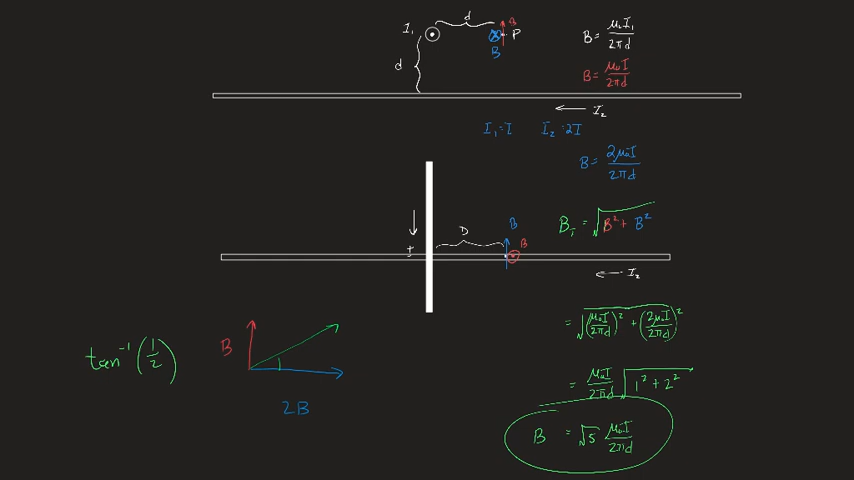 I₁ d B P
B
d
B = μ₀I₁ / 2πd
B = μ₀I / 2πd
← I₂
I₁ = I I₂ = 2I
B = 2μ₀I / 2πd
B
D B
I
B_T = √(B² + B²)
← I₂
= √((μ₀I / 2πd)² + (2μ₀I / 2πd)²)
tan⁻¹(1/2) B
2B
= μ₀I / 2πd √(1² + 2²)
B = √5 μ₀I / 2πd